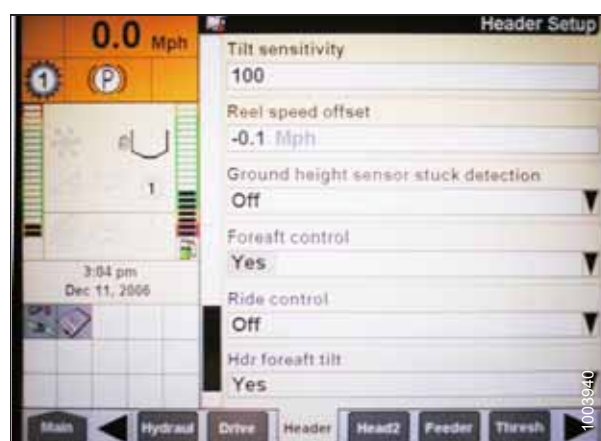 0.0 Mph
Header Setup
1
P
1
3:04 pm
Dec 11, 2006
Tilt sensitivity
100
Reel speed offset
-0.1 Mph
Ground height sensor stuck detection
Off
Foreaft control
Yes
Ride control
Off
Hdr foreaft tilt
Yes
Main
Hydraul
Drive
Header
Head2
Feeder
Thresh
1003940